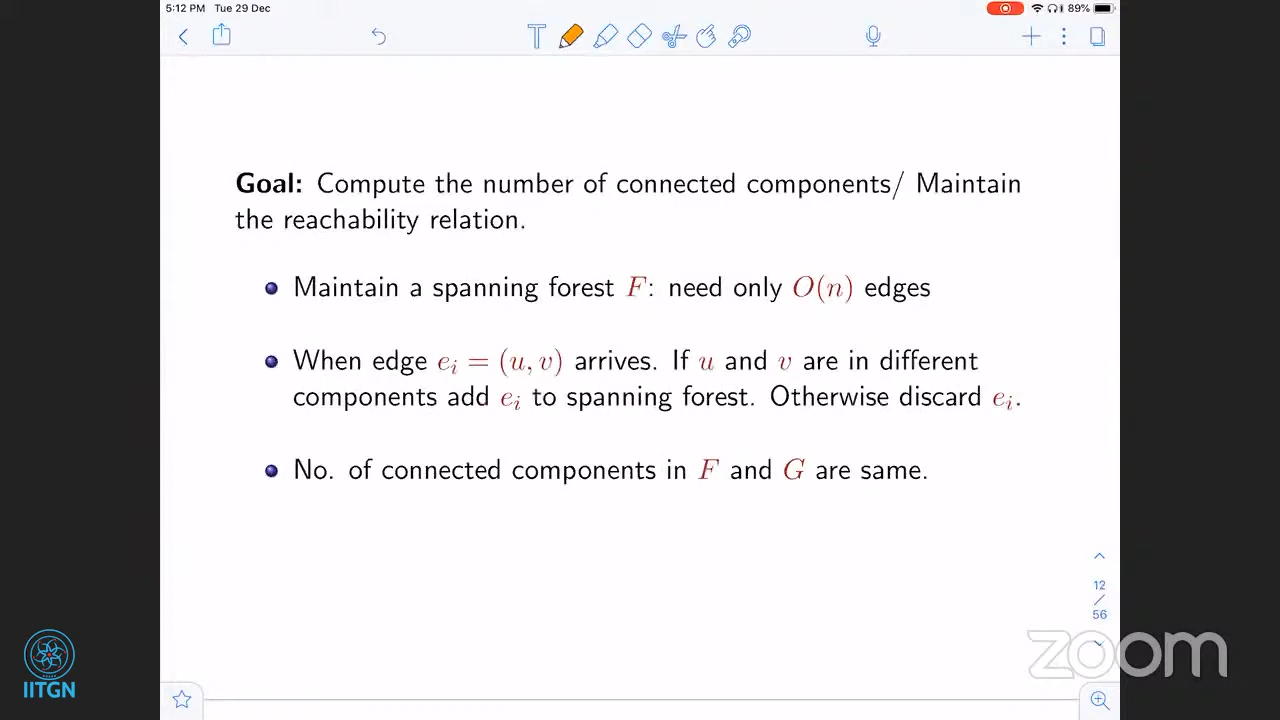 5:12 PM Tue 29 Dec
89%
Goal: Compute the number of connected components/ Maintain
the reachability relation.
Maintain a spanning forest F: need only O(n) edges
When edge e_i = (u, v) arrives. If u and v are in different
components add e_i to spanning forest. Otherwise discard e_i.
No. of connected components in F and G are same.
12
/
56
zoom
IITGN